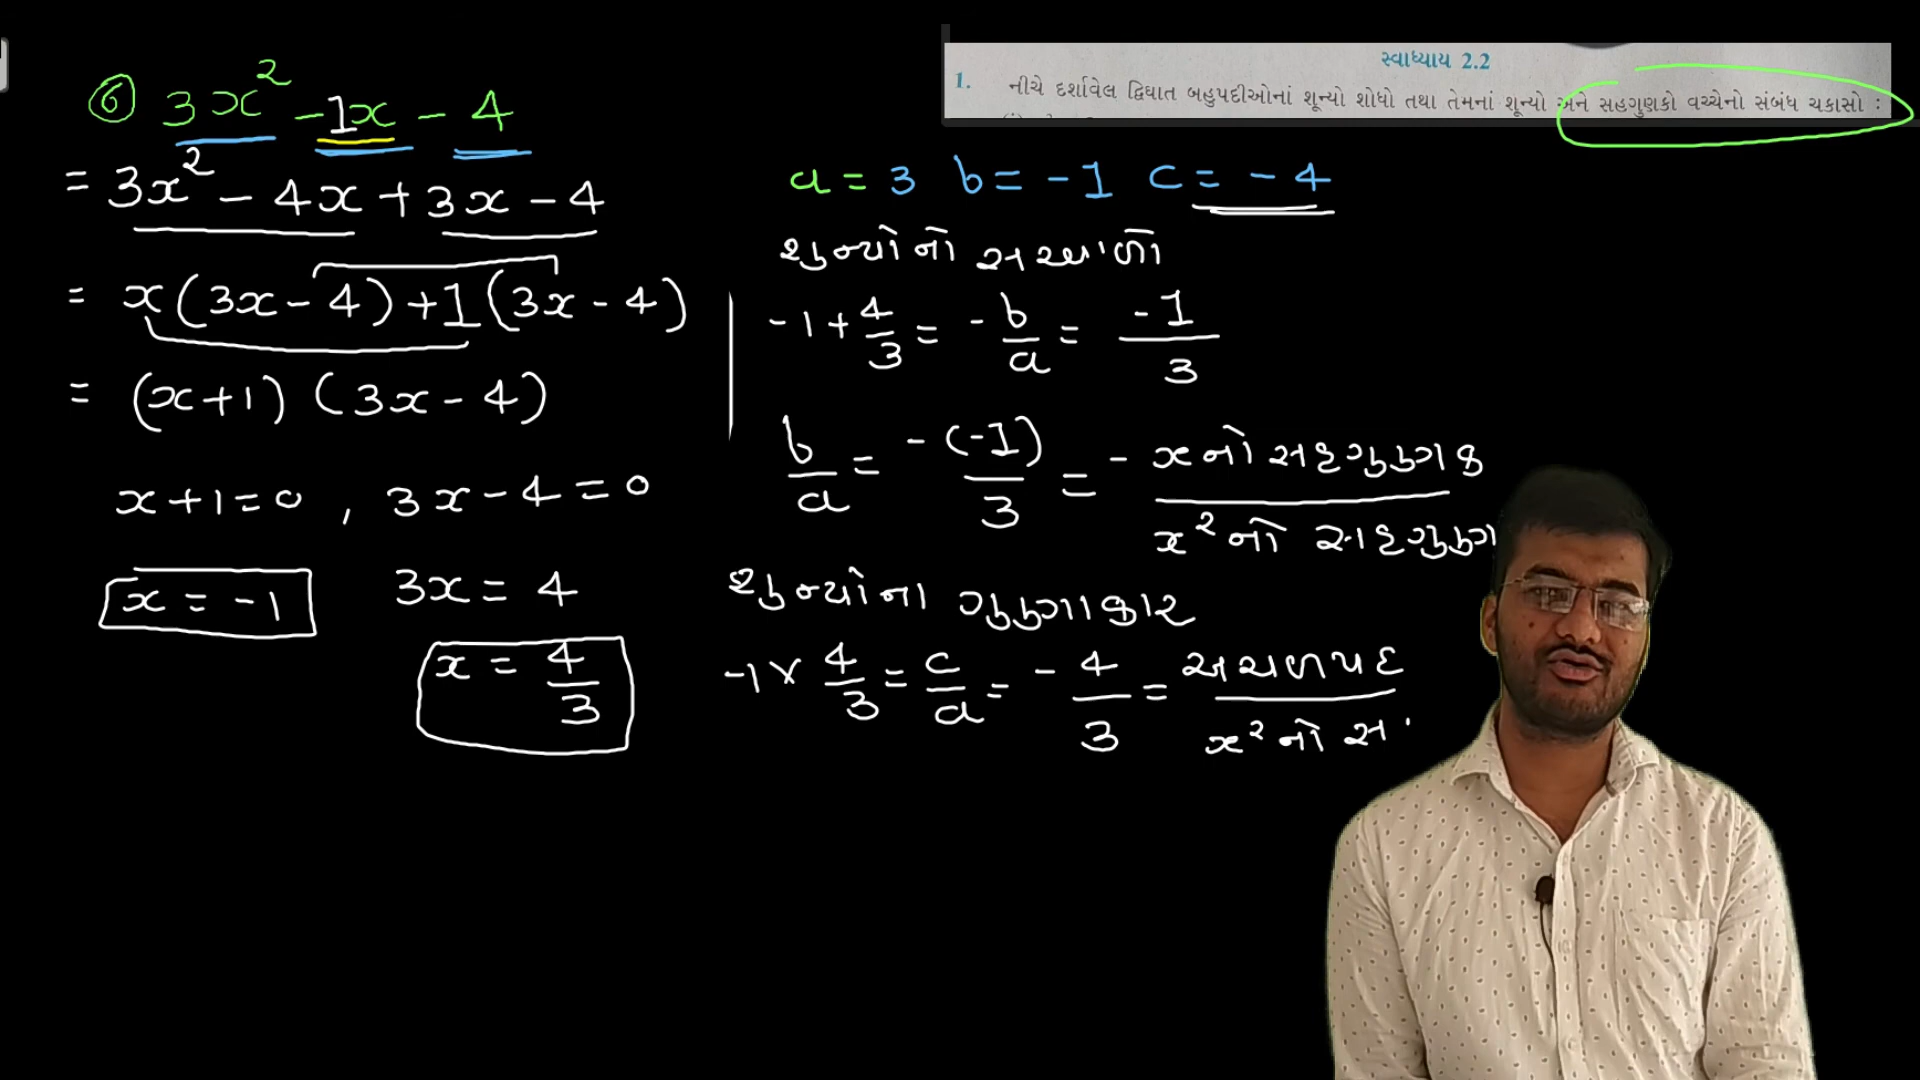 સ્વાધ્યાય 2.2
1. નીચે દર્શાવેલ દ્વિઘાત બહુપદીઓનાં શૂન્યો શોધો તથા તેમનાં શૂન્યો અને સહગુણકો વચ્ચેનો સંબંધ ચકાસો :
⑥ 3x² - 1x - 4
= 3x² - 4x + 3x - 4
= x(3x - 4) + 1(3x - 4)
= (x+1) (3x - 4)
x+1=0 , 3x - 4 = 0
x = -1
3x = 4
x = 4/3
a = 3 b = -1 c = -4
શુન્યોનો સરવાળો
-1 + 4/3 = -b/a = -1/3
b/a = -(-1)/3 = - xનો સહગુણક / x²નો સહગુણ
શુન્યોના ગુણાકાર
-1 × 4/3 = c/a = -4/3 = અચળપદ / x²નો સ.